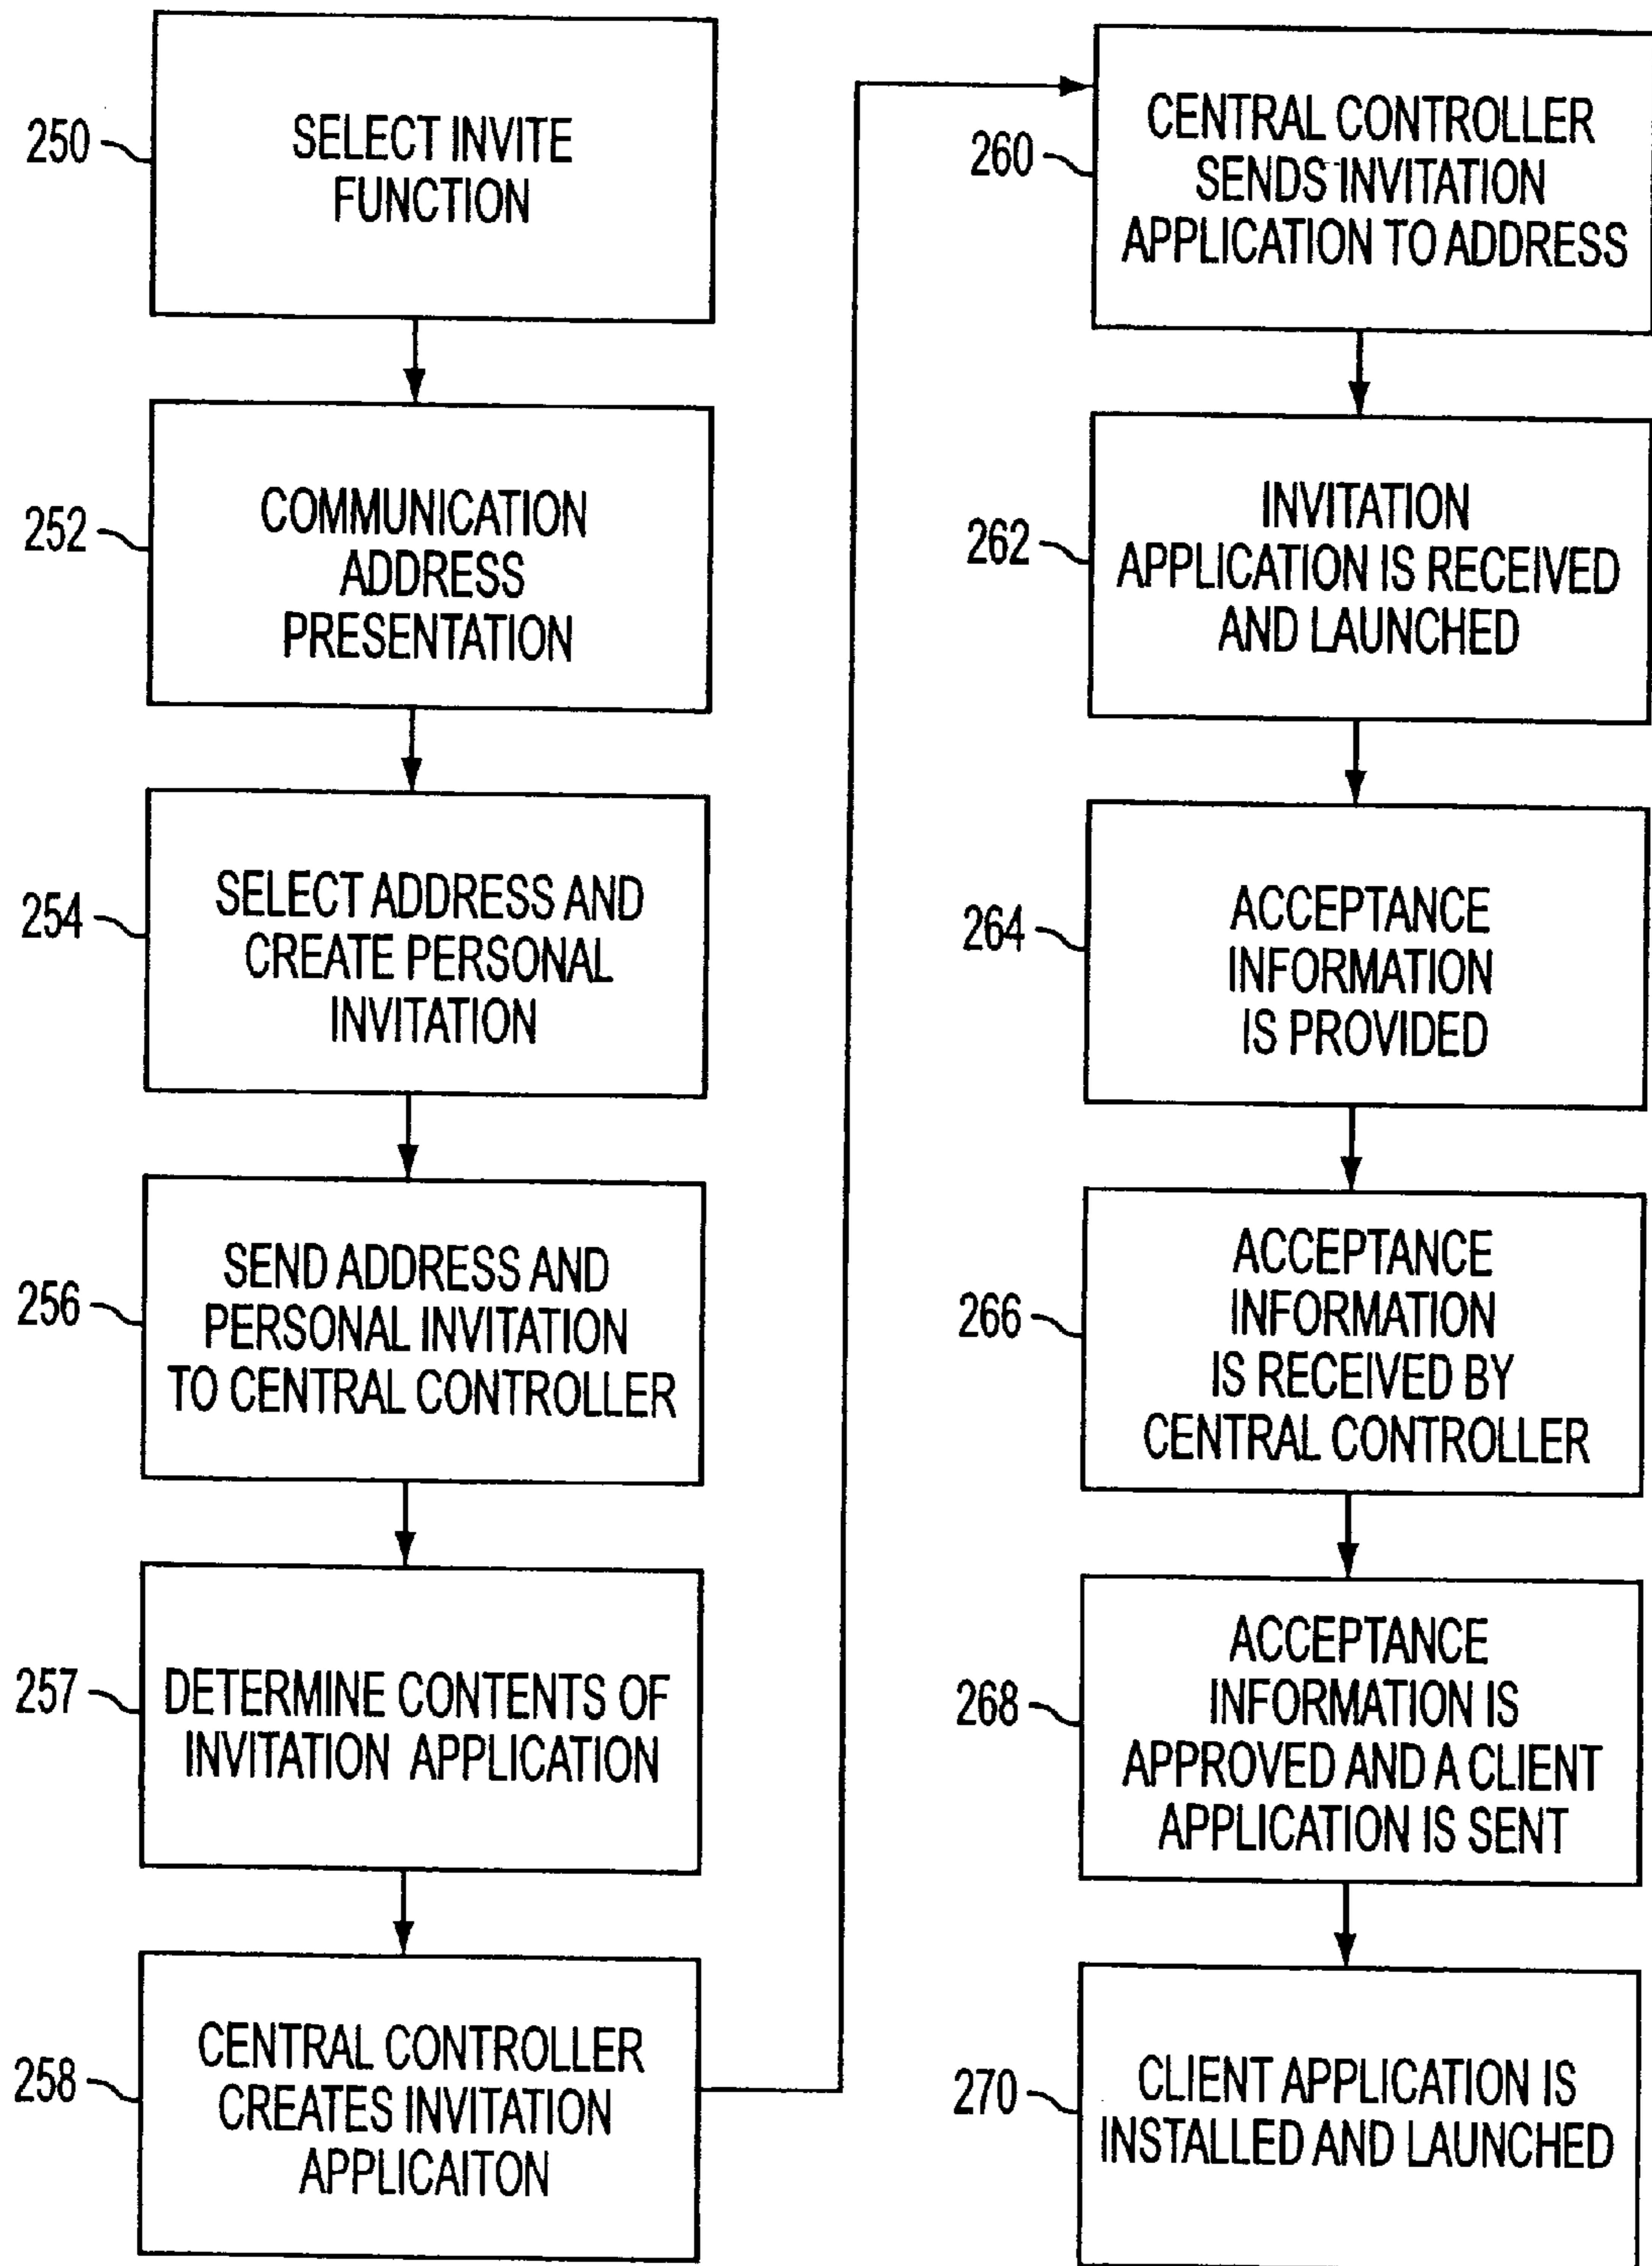 250
SELECT INVITE
FUNCTION
252
COMMUNICATION
ADDRESS
PRESENTATION
254
SELECT ADDRESS AND
CREATE PERSONAL
INVITATION
256
SEND ADDRESS AND
PERSONAL INVITATION
TO CENTRAL CONTROLLER
257
DETERMINE CONTENTS OF
INVITATION APPLICATION
258
CENTRAL CONTROLLER
CREATES INVITATION
APPLICAITON
260
CENTRAL CONTROLLER
SENDS INVITATION
APPLICATION TO ADDRESS
262
INVITATION
APPLICATION IS RECEIVED
AND LAUNCHED
264
ACCEPTANCE
INFORMATION
IS PROVIDED
266
ACCEPTANCE
INFORMATION
IS RECEIVED BY
CENTRAL CONTROLLER
268
ACCEPTANCE
INFORMATION IS
APPROVED AND A CLIENT
APPLICATION IS SENT
270
CLIENT APPLICATION IS
INSTALLED AND LAUNCHED